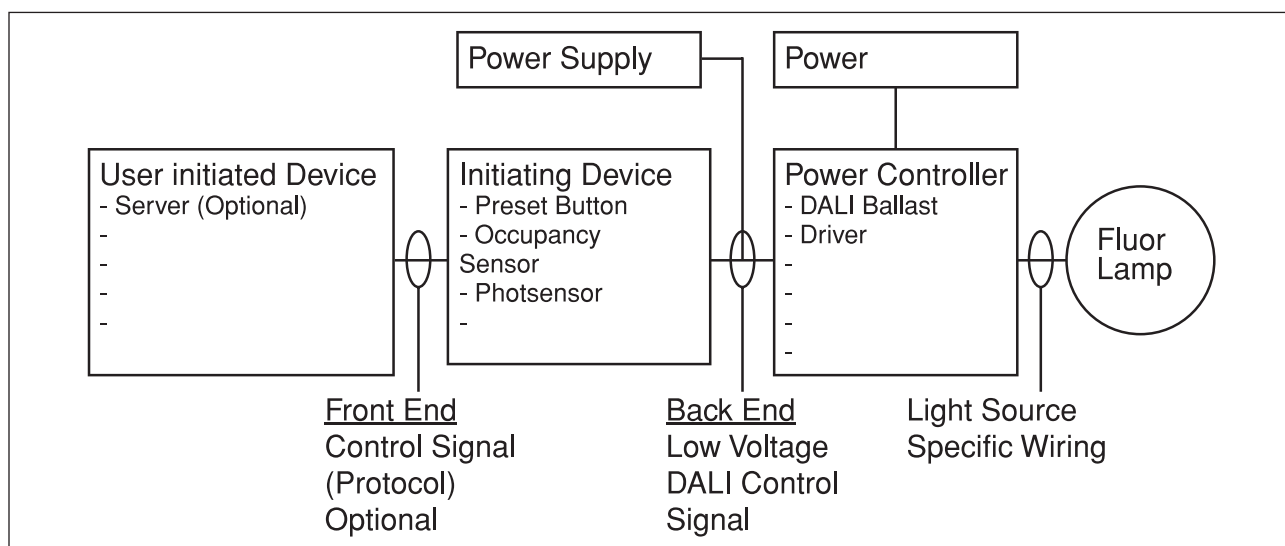 Power Supply
Power
User initiated Device
- Server (Optional)
-
-
-
-
Initiating Device
- Preset Button
- Occupancy
Sensor
- Photsensor
-
Power Controller
- DALI Ballast
- Driver
-
-
-
-
Fluor
Lamp
Front End
Control Signal
(Protocol)
Optional
Back End
Low Voltage
DALI Control
Signal
Light Source
Specific Wiring